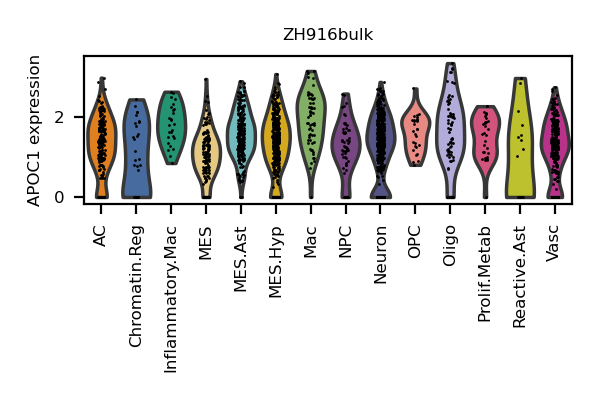 ZH916bulk
APOC1 expression
2
0
AC
Chromatin.Reg
Inflammatory.Mac
MES
MES.Ast
MES.Hyp
Mac
NPC
Neuron
OPC
Oligo
Prolif.Metab
Reactive.Ast
Vasc